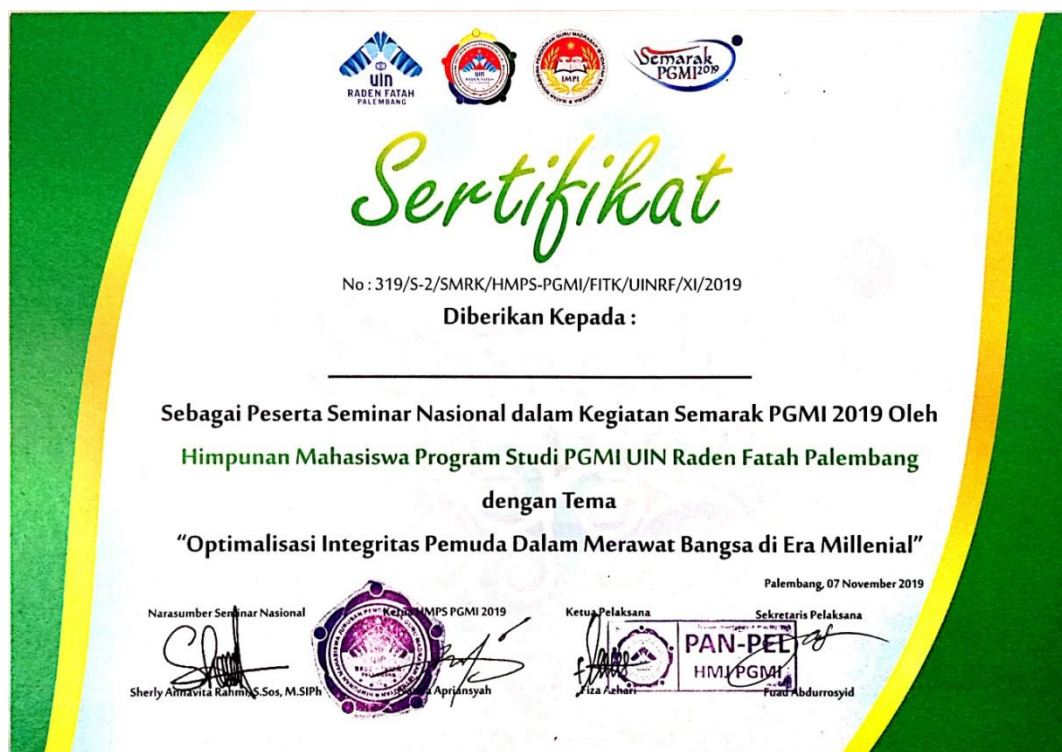 uin
RADEN FATAH
PALEMBANG
uin
IMPI
Semarak
PGMI 2019
Sertifikat
No : 319/S-2/SMRK/HMPS-PGMI/FITK/UINRF/XI/2019
Diberikan Kepada :
Sebagai Peserta Seminar Nasional dalam Kegiatan Semarak PGMI 2019 Oleh
Himpunan Mahasiswa Program Studi PGMI UIN Raden Fatah Palembang
dengan Tema
“Optimalisasi Integritas Pemuda Dalam Merawat Bangsa di Era Millenial”
Palembang, 07 November 2019
Narasumber Seminar Nasional
Ketua HMPS PGMI 2019
Ketua Pelaksana
Sekretaris Pelaksana
PAN-PEL
HMJ PGMI
Sherly Annavita Rahmi, S.Sos, M.SIPh
Apriansyah
Fiza Azhari
Fuad Abdurrosyid